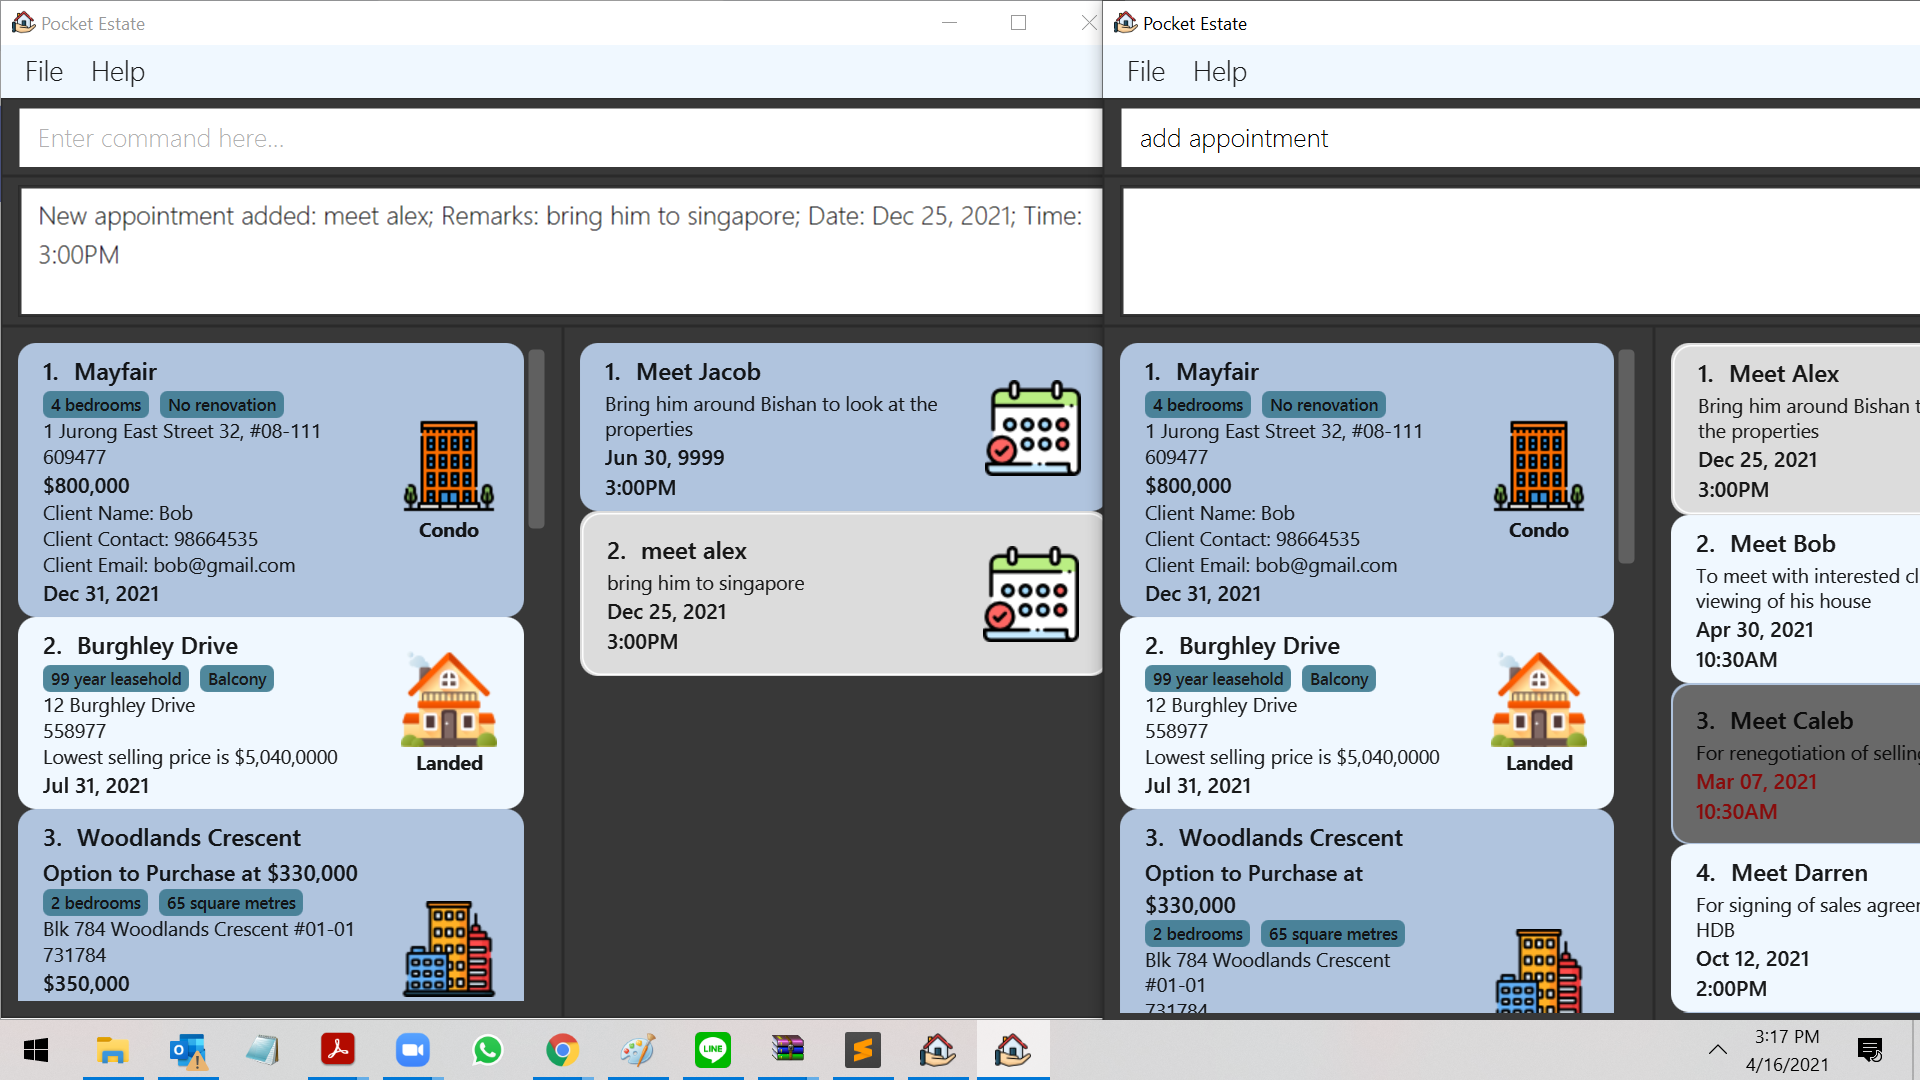 Pocket Estate
File Help
Enter command here...
New appointment added: meet alex; Remarks: bring him to singapore; Date: Dec 25, 2021; Time:
3:00PM
1. Mayfair
4 bedrooms No renovation
1 Jurong East Street 32, #08-111
609477
$800,000
Client Name: Bob
Client Contact: 98664535
Client Email: bob@gmail.com
Dec 31, 2021
Condo
2. Burghley Drive
99 year leasehold Balcony
12 Burghley Drive
558977
Lowest selling price is $5,040,0000
Jul 31, 2021
Landed
3. Woodlands Crescent
Option to Purchase at $330,000
2 bedrooms 65 square metres
Blk 784 Woodlands Crescent #01-01
731784
$350,000
1. Meet Jacob
Bring him around Bishan to look at the
properties
Jun 30, 9999
3:00PM
2. meet alex
bring him to singapore
Dec 25, 2021
3:00PM
Pocket Estate
File Help
add appointment
1. Mayfair
4 bedrooms No renovation
1 Jurong East Street 32, #08-111
609477
$800,000
Client Name: Bob
Client Contact: 98664535
Client Email: bob@gmail.com
Dec 31, 2021
Condo
2. Burghley Drive
99 year leasehold Balcony
12 Burghley Drive
558977
Lowest selling price is $5,040,0000
Jul 31, 2021
Landed
3. Woodlands Crescent
Option to Purchase at
$330,000
2 bedrooms 65 square metres
Blk 784 Woodlands Crescent
#01-01
731784
1. Meet Alex
Bring him around Bishan t
the properties
Dec 25, 2021
3:00PM
2. Meet Bob
To meet with interested cl
viewing of his house
Apr 30, 2021
10:30AM
3. Meet Caleb
For renegotiation of selling
Mar 07, 2021
10:30AM
4. Meet Darren
For signing of sales agreer
HDB
Oct 12, 2021
2:00PM
LINE
3:17 PM
4/16/2021